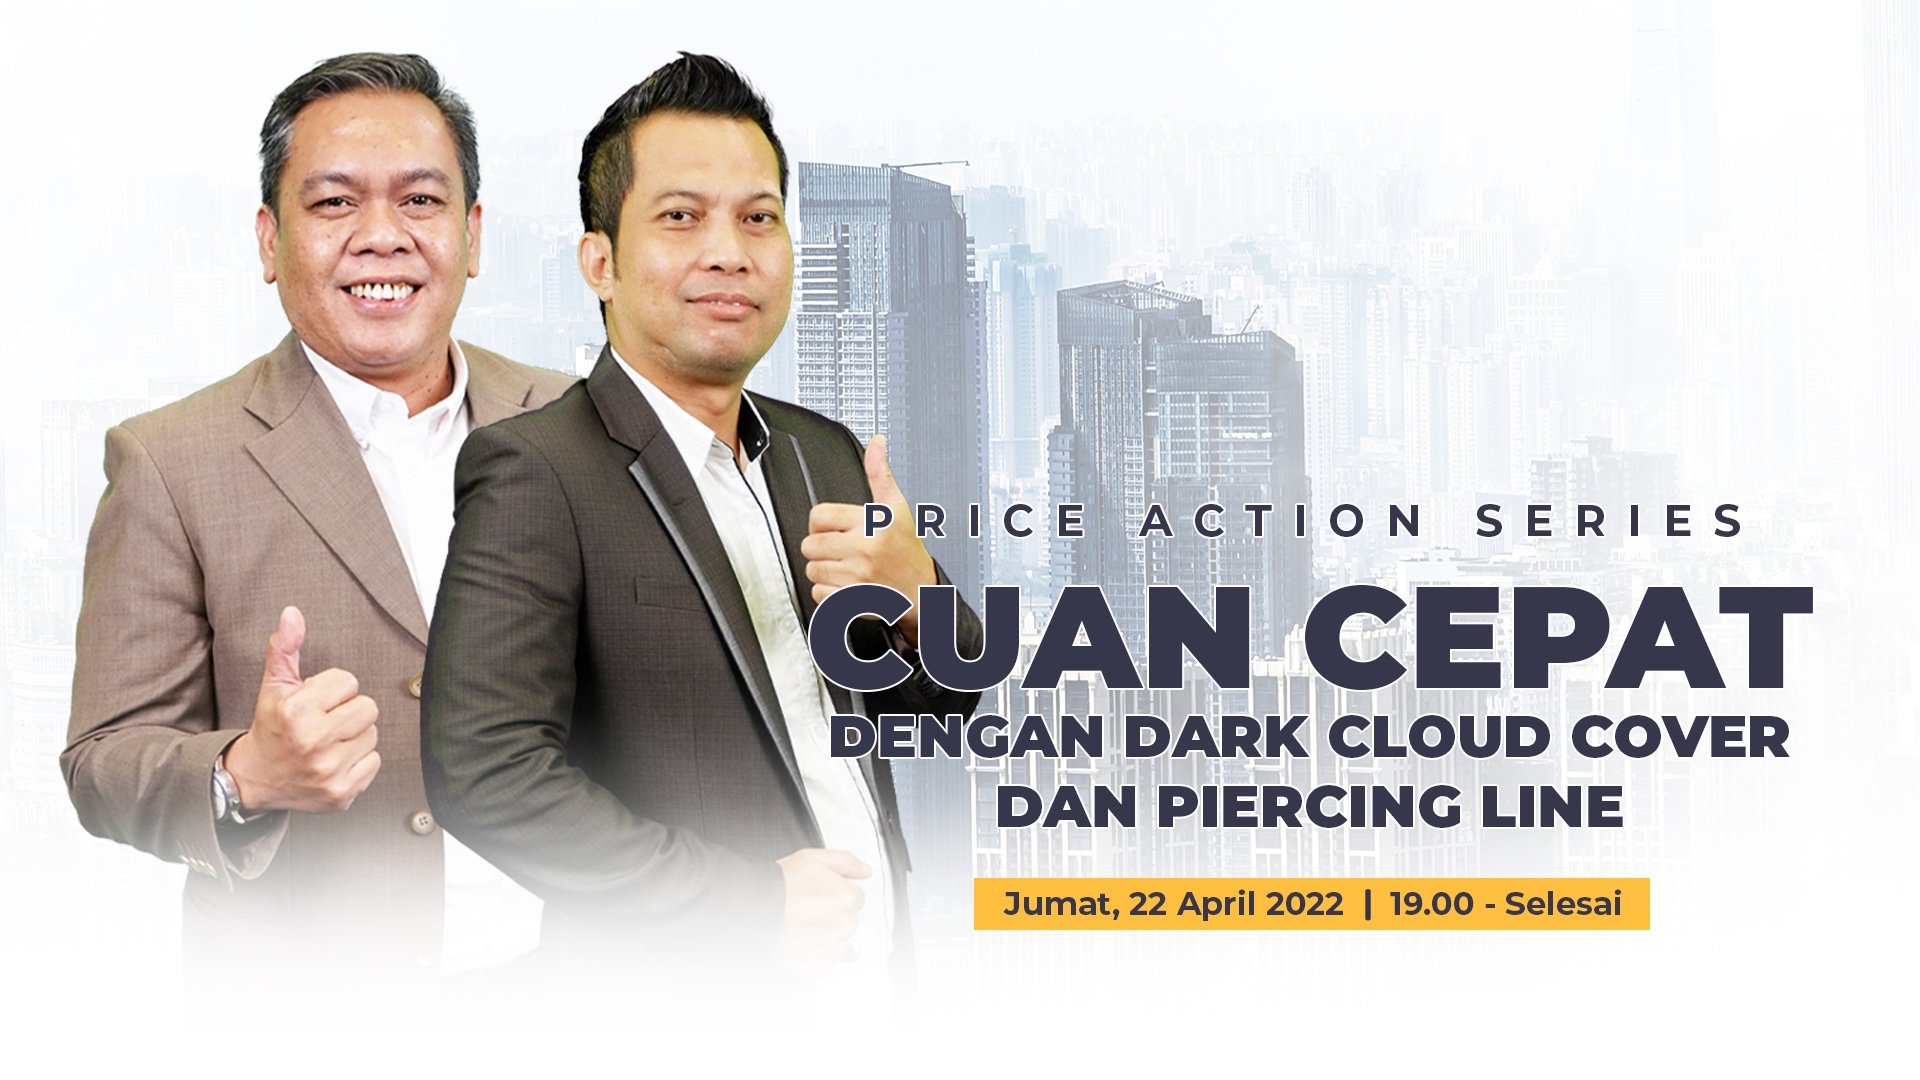 PRICE ACTION SERIES
CUAN CEPAT
DENGAN DARK CLOUD COVER
DAN PIERCING LINE
Jumat, 22 April 2022 | 19.00 - Selesai